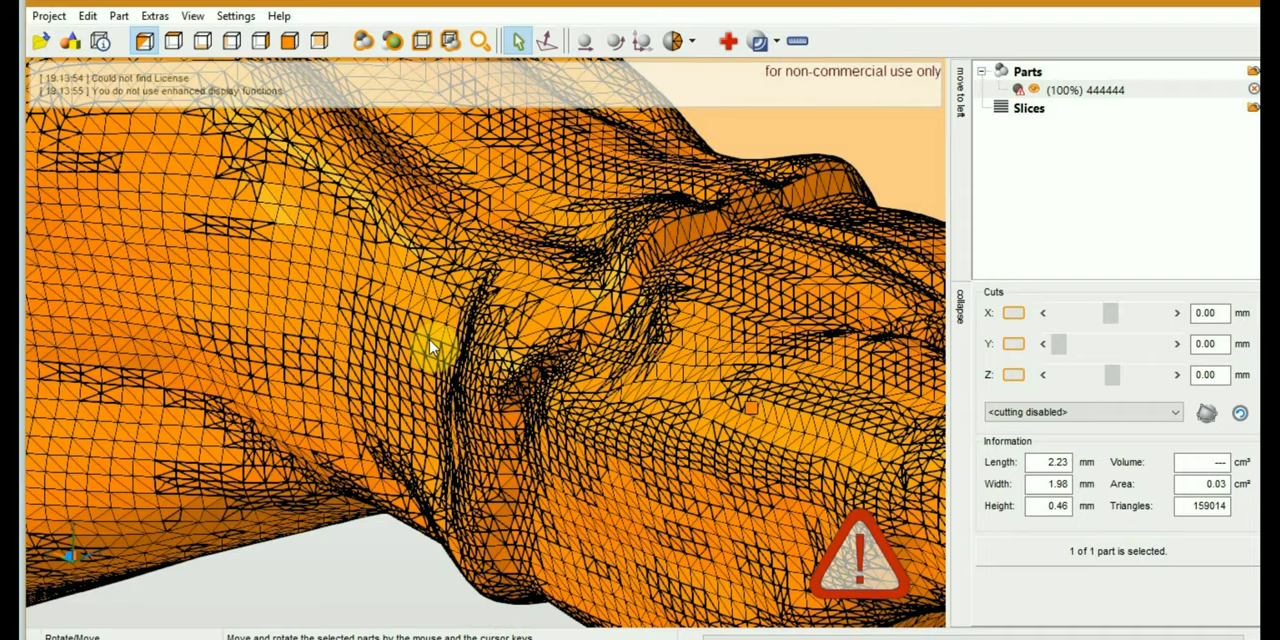 Project Edit Part Extras View Settings Help
[ 19.13:54 ] Could not find License
[ 19.13:55 ] You do not use enhanced display functions.
for non-commercial use only
move to left
collapse
Parts
(100%) 444444
Slices
Cuts
X: < > 0.00 mm
Y: < > 0.00 mm
Z: < > 0.00 mm
<cutting disabled>
Information
Length: 2.23 mm Volume: --- cm³
Width: 1.98 mm Area: 0.03 cm²
Height: 0.46 mm Triangles: 159014
1 of 1 part is selected.
Rotate/Move Move and rotate the selected parts by the mouse and the cursor keys.